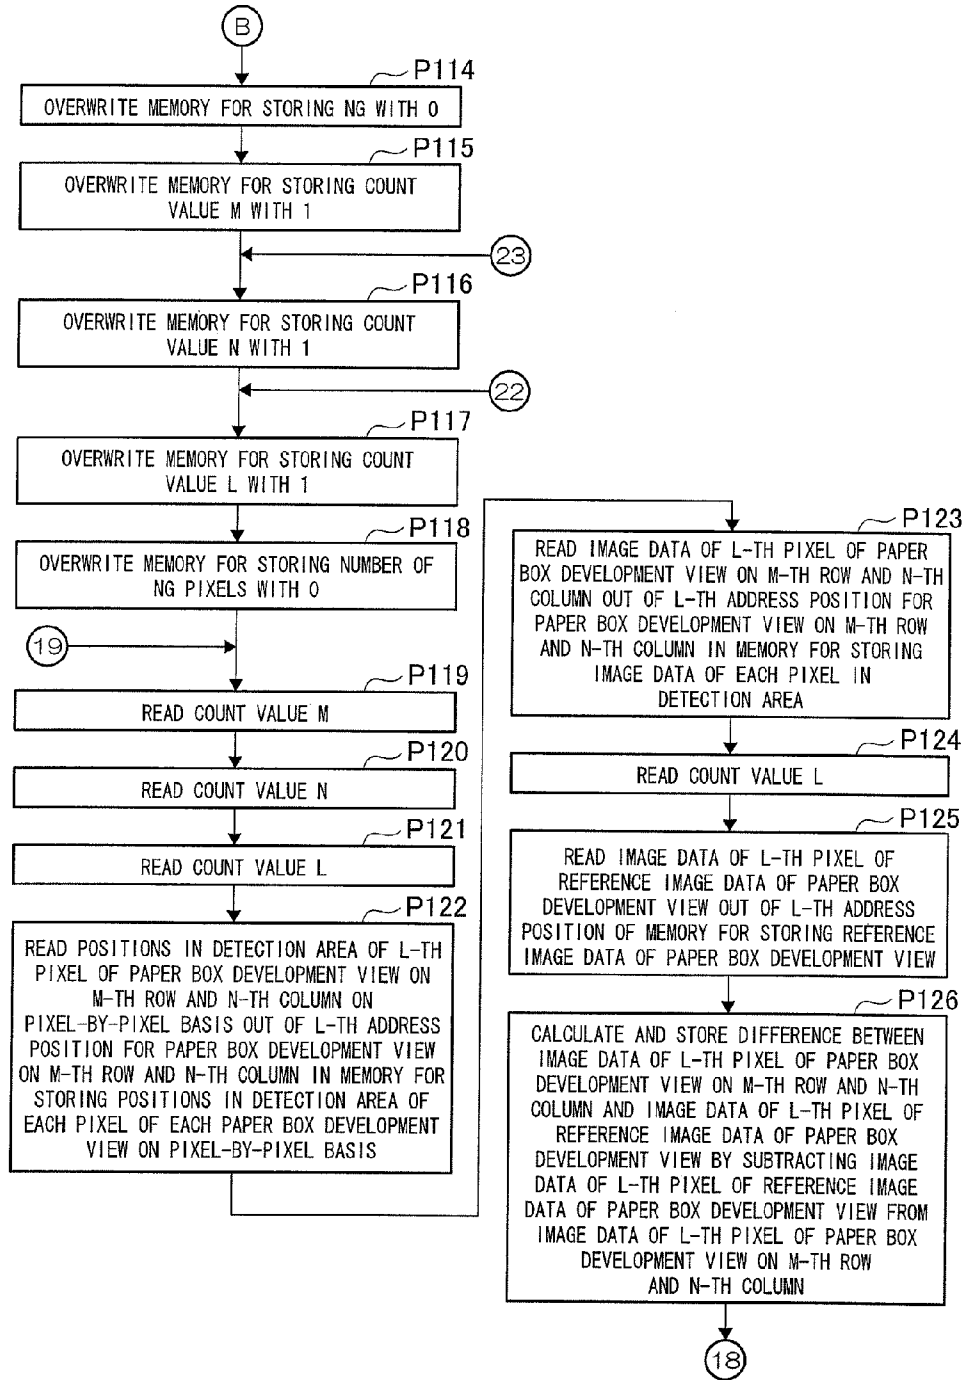 B
P114
OVERWRITE MEMORY FOR STORING NG WITH 0
P115
OVERWRITE MEMORY FOR STORING COUNT
VALUE M WITH 1
23
P116
OVERWRITE MEMORY FOR STORING COUNT
VALUE N WITH 1
22
P117
OVERWRITE MEMORY FOR STORING COUNT
VALUE L WITH 1
P118
OVERWRITE MEMORY FOR STORING NUMBER OF
NG PIXELS WITH 0
19
P119
READ COUNT VALUE M
P120
READ COUNT VALUE N
P121
READ COUNT VALUE L
P122
READ POSITIONS IN DETECTION AREA OF L-TH
PIXEL OF PAPER BOX DEVELOPMENT VIEW ON
M-TH ROW AND N-TH COLUMN ON
PIXEL-BY-PIXEL BASIS OUT OF L-TH ADDRESS
POSITION FOR PAPER BOX DEVELOPMENT VIEW
ON M-TH ROW AND N-TH COLUMN IN MEMORY FOR
STORING POSITIONS IN DETECTION AREA OF
EACH PIXEL OF EACH PAPER BOX DEVELOPMENT
VIEW ON PIXEL-BY-PIXEL BASIS
P123
READ IMAGE DATA OF L-TH PIXEL OF PAPER
BOX DEVELOPMENT VIEW ON M-TH ROW AND N-TH
COLUMN OUT OF L-TH ADDRESS POSITION FOR
PAPER BOX DEVELOPMENT VIEW ON M-TH ROW
AND N-TH COLUMN IN MEMORY FOR STORING
IMAGE DATA OF EACH PIXEL IN
DETECTION AREA
P124
READ COUNT VALUE L
P125
READ IMAGE DATA OF L-TH PIXEL OF
REFERENCE IMAGE DATA OF PAPER BOX
DEVELOPMENT VIEW OUT OF L-TH ADDRESS
POSITION OF MEMORY FOR STORING REFERENCE
IMAGE DATA OF PAPER BOX DEVELOPMENT VIEW
P126
CALCULATE AND STORE DIFFERENCE BETWEEN
IMAGE DATA OF L-TH PIXEL OF PAPER BOX
DEVELOPMENT VIEW ON M-TH ROW AND N-TH
COLUMN AND IMAGE DATA OF L-TH PIXEL OF
REFERENCE IMAGE DATA OF PAPER BOX
DEVELOPMENT VIEW BY SUBTRACTING IMAGE
DATA OF L-TH PIXEL OF REFERENCE IMAGE
DATA OF PAPER BOX DEVELOPMENT VIEW FROM
IMAGE DATA OF L-TH PIXEL OF PAPER BOX
DEVELOPMENT VIEW ON M-TH ROW
AND N-TH COLUMN
18